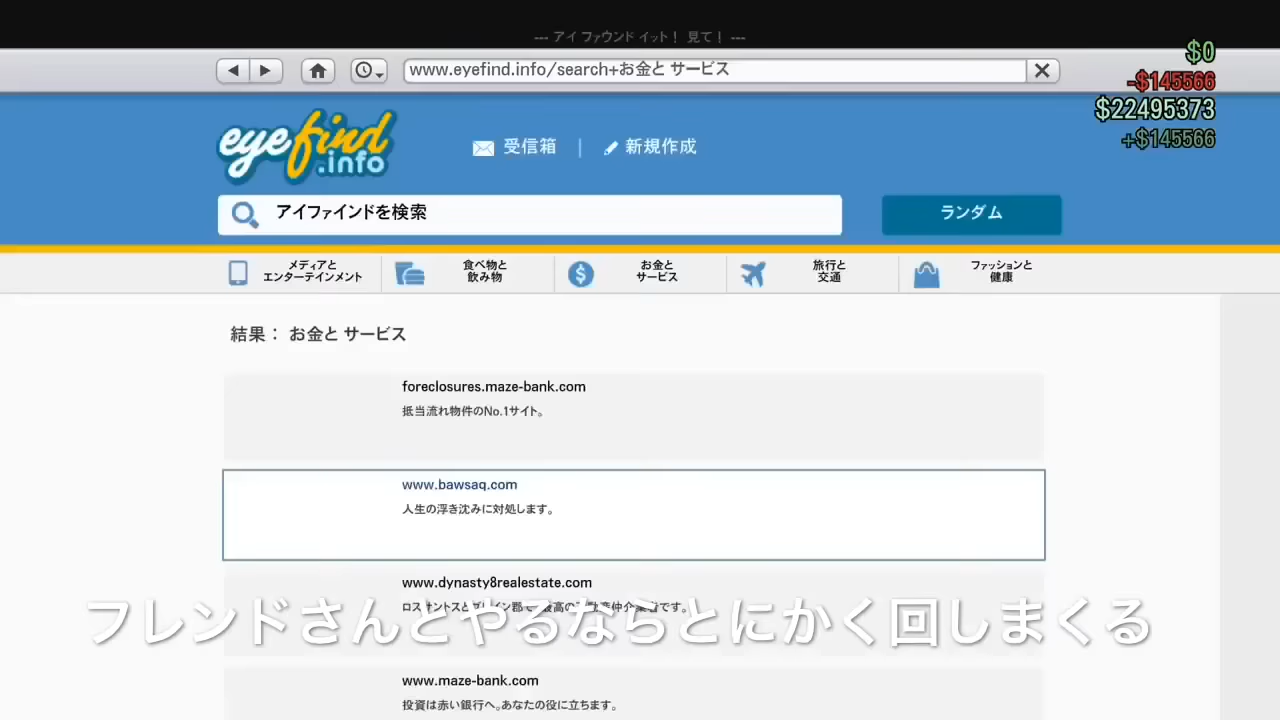 --- アイ ファウンド イット！ 見て！ ---
www.eyefind.info/search+お金と サービス
$0
-$145566
$22495373
+$145566
eyefind.info
受信箱
新規作成
アイファインドを検索
ランダム
メディアと
エンターテインメント
食べ物と
飲み物
お金と
サービス
旅行と
交通
ファッションと
健康
結果： お金と サービス
foreclosures.maze-bank.com
抵当流れ物件のNo.1サイト。
www.bawsaq.com
人生の浮き沈みに対処します。
www.dynasty8realestate.com
ロスサントスと
フレンドさんとやるならとにかく回しまくる
www.maze-bank.com
投資は赤い銀行へ。あなたの役に立ちます。